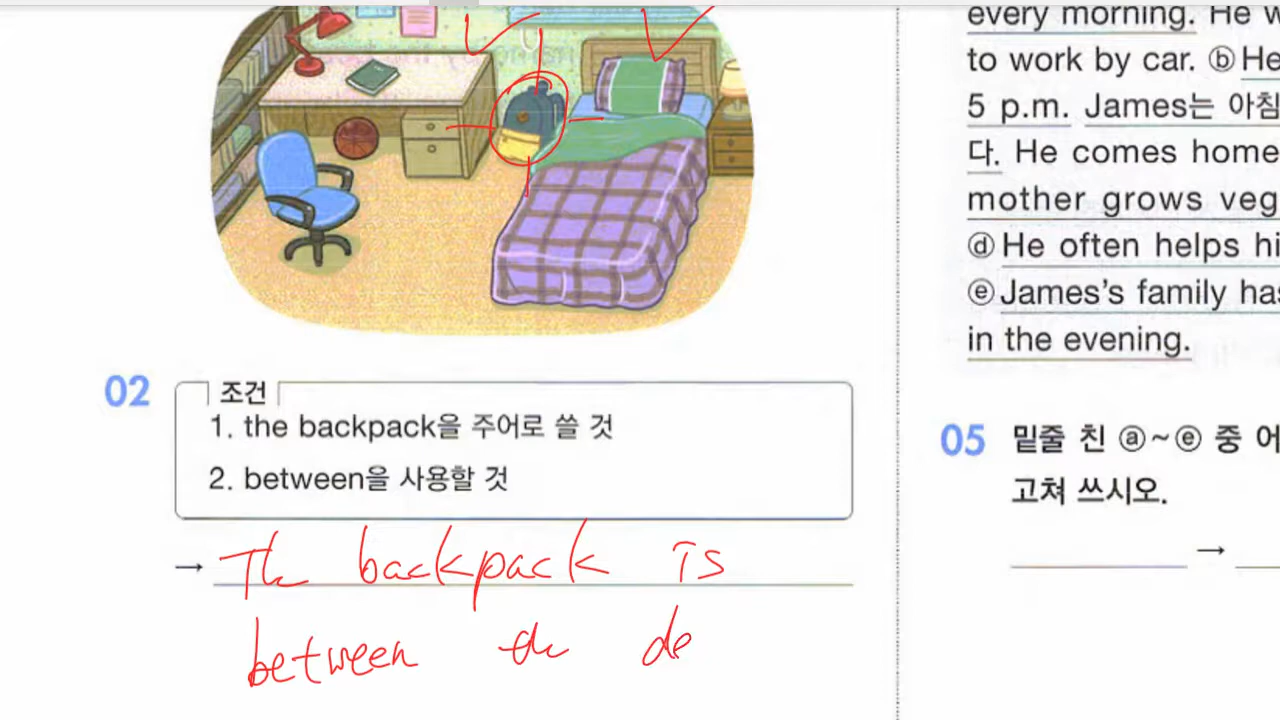 every morning. He w
to work by car. ⓑ He
5 p.m. James는 아침
다. He comes home
mother grows veg
ⓓ He often helps hi
ⓔ James's family has
in the evening.
02
조건
1. the backpack을 주어로 쓸 것
2. between을 사용할 것
→ The backpack is
between the de
05 밑줄 친 ⓐ~ⓔ 중 어
고쳐 쓰시오.
→